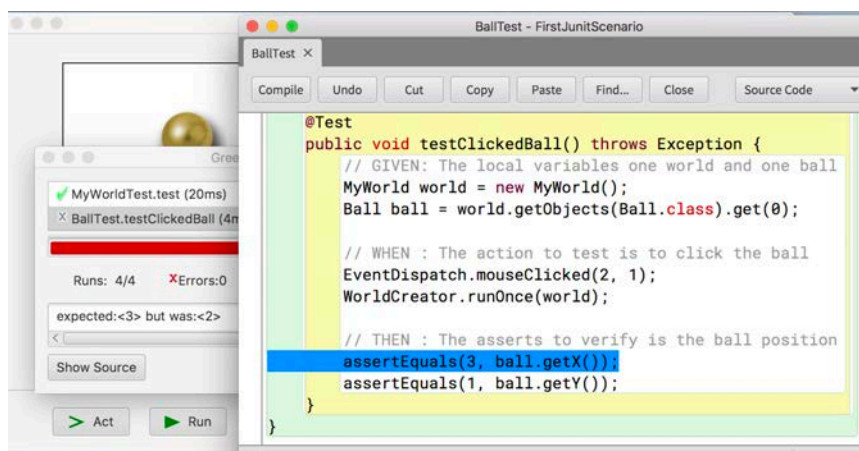 BallTest - FirstJunitScenario
BallTest ×
Compile Undo Cut Copy Paste Find... Close Source Code
@Test
public void testClickedBall() throws Exception {
// GIVEN: The local variables one world and one ball
MyWorld world = new MyWorld();
Ball ball = world.getObjects(Ball.class).get(0);
// WHEN : The action to test is to click the ball
EventDispatch.mouseClicked(2, 1);
WorldCreator.runOnce(world);
// THEN : The asserts to verify is the ball position
assertEquals(3, ball.getX());
assertEquals(1, ball.getY());
}
}
Gree
MyWorldTest.test (20ms)
BallTest.testClickedBall (4m
Runs: 4/4 Errors:0
expected:<3> but was:<2>
Show Source
Act Run